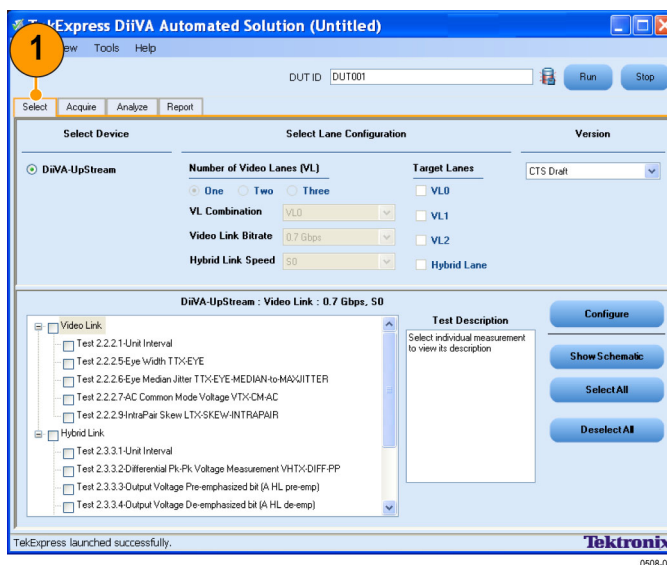 TekExpress DiiVA Automated Solution (Untitled)
1
Tools Help
DUT ID DUT001 Run Stop
Select Acquire Analyze Report
Select Device Select Lane Configuration Version
DiiVA-UpStream Number of Video Lanes (VL) Target Lanes CTS Draft
One Two Three VL0
VL Combination VL0 VL1
Video Link Bitrate 0.7 Gbps VL2
Hybrid Link Speed S0 Hybrid Lane
DiiVA-UpStream : Video Link : 0.7 Gbps, S0
Test Description
Configure
Video Link
Select individual measurement
to view its description
Test 2.2.2.1-Unit Interval
Test 2.2.2.5-Eye Width TTX-EYE
Show Schematic
Test 2.2.2.6-Eye Median Jitter TTX-EYE-MEDIAN-to-MAXJITTER
Test 2.2.2.7-AC Common Mode Voltage VTX-CM-AC
Select All
Test 2.2.2.9-IntraPair Skew LTX-SKEW-INTRAPAIR
Hybrid Link
Deselect All
Test 2.3.3.1-Unit Interval
Test 2.3.3.2-Differential Pk-Pk Voltage Measurement VHTX-DIFF-PP
Test 2.3.3.3-Output Voltage Pre-emphasized bit (A HL pre-emp)
Test 2.3.3.4-Output Voltage De-emphasized bit (A HL de-emp)
TekExpress launched successfully. Tektronix